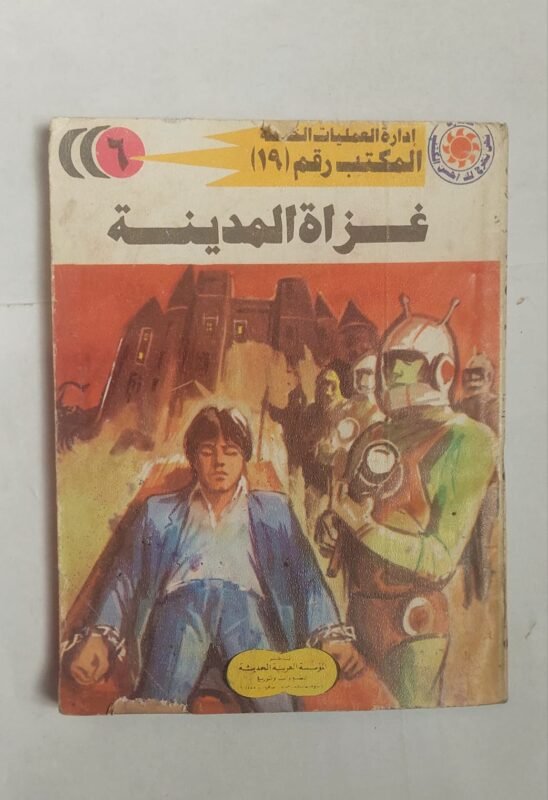 إدارة العمليات الخاصة
المكتب رقم (١٩)
٦
غزاة المدينة
المؤسسة العربية الحديثة